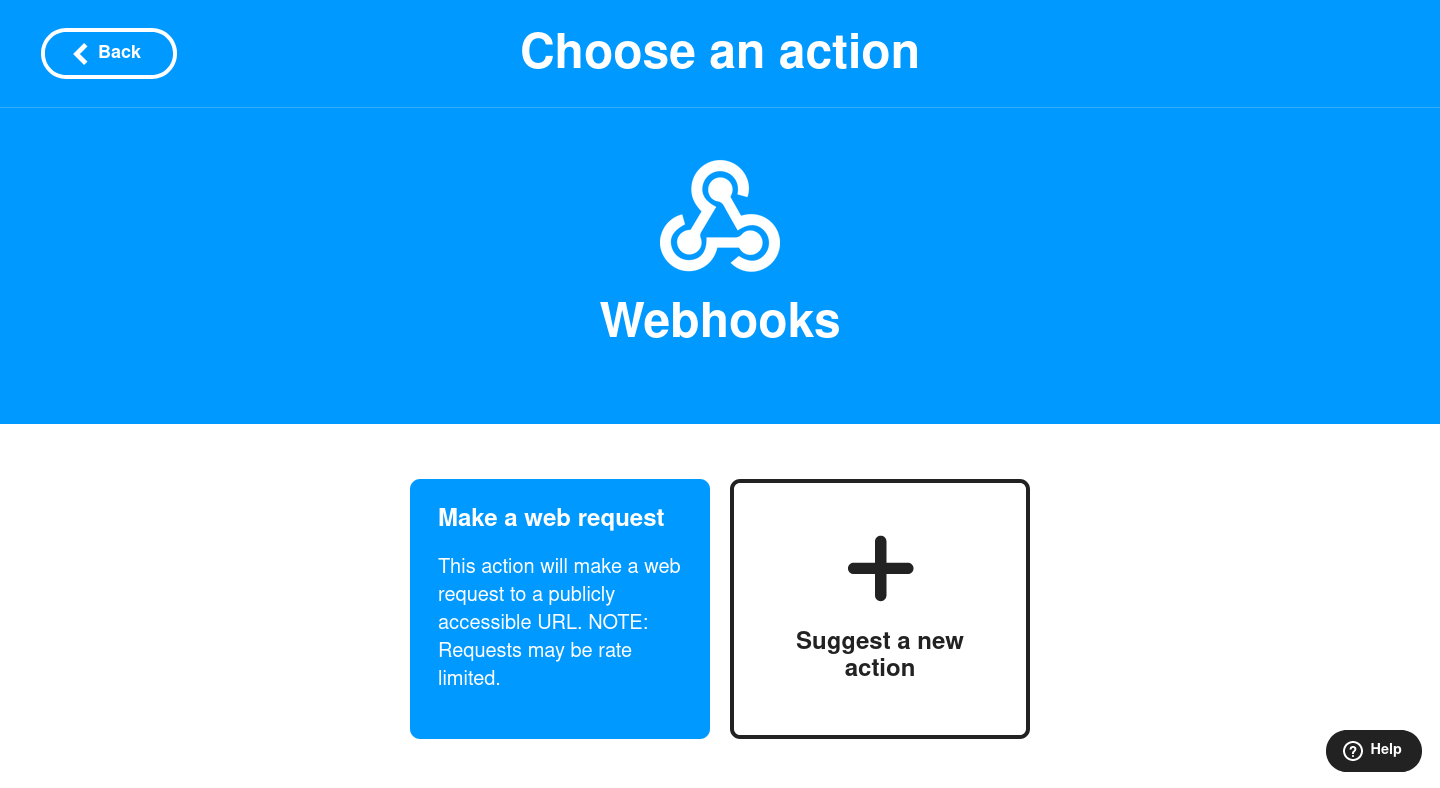 Back
Choose an action
Webhooks
Make a web request
This action will make a web
request to a publicly
accessible URL. NOTE:
Requests may be rate
limited.
Suggest a new
action
Help